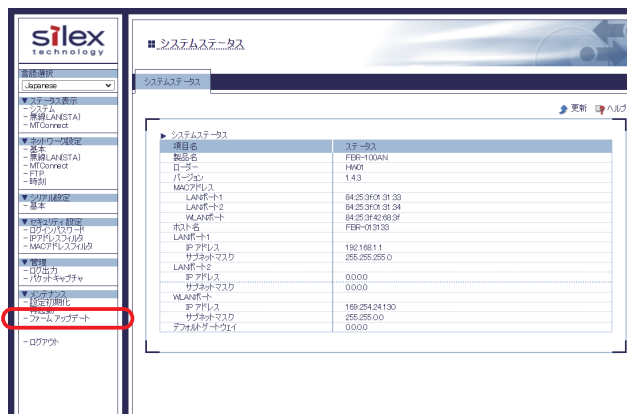 silex
technology
言語選択
Japanese
▼ ステータス表示
− システム
− 無線LAN(STA)
− MTConnect
▼ ネットワーク設定
− 基本
− 無線LAN(STA)
− MTConnect
− FTP
− 時刻
▼ シリアル設定
− 基本
▼ セキュリティ設定
− ログインパスワード
− IPアドレスフィルタ
− MACアドレスフィルタ
▼ 管理
− ログ出力
− パケットキャプチャ
▼ メンテナンス
− 設定初期化
− 再起動
− ファームアップデート
− ログアウト
システムステータス
システムステータス
更新 ヘルプ
システムステータス
項目名 ステータス
製品名 FBR-100AN
ローダー HW01
バージョン 1.4.3
MACアドレス
LANポート1 84:25:3f:01:31:33
LANポート2 84:25:3f:01:31:34
WLANポート 84:25:3f:42:68:3f
ホスト名 FBR-013133
LANポート1
IP アドレス 192.168.1.1
サブネットマスク 255.255.255.0
LANポート2
IP アドレス 0.0.0.0
サブネットマスク 0.0.0.0
WLANポート
IP アドレス 169.254.24.130
サブネットマスク 255.255.0.0
デフォルトゲートウェイ 0.0.0.0